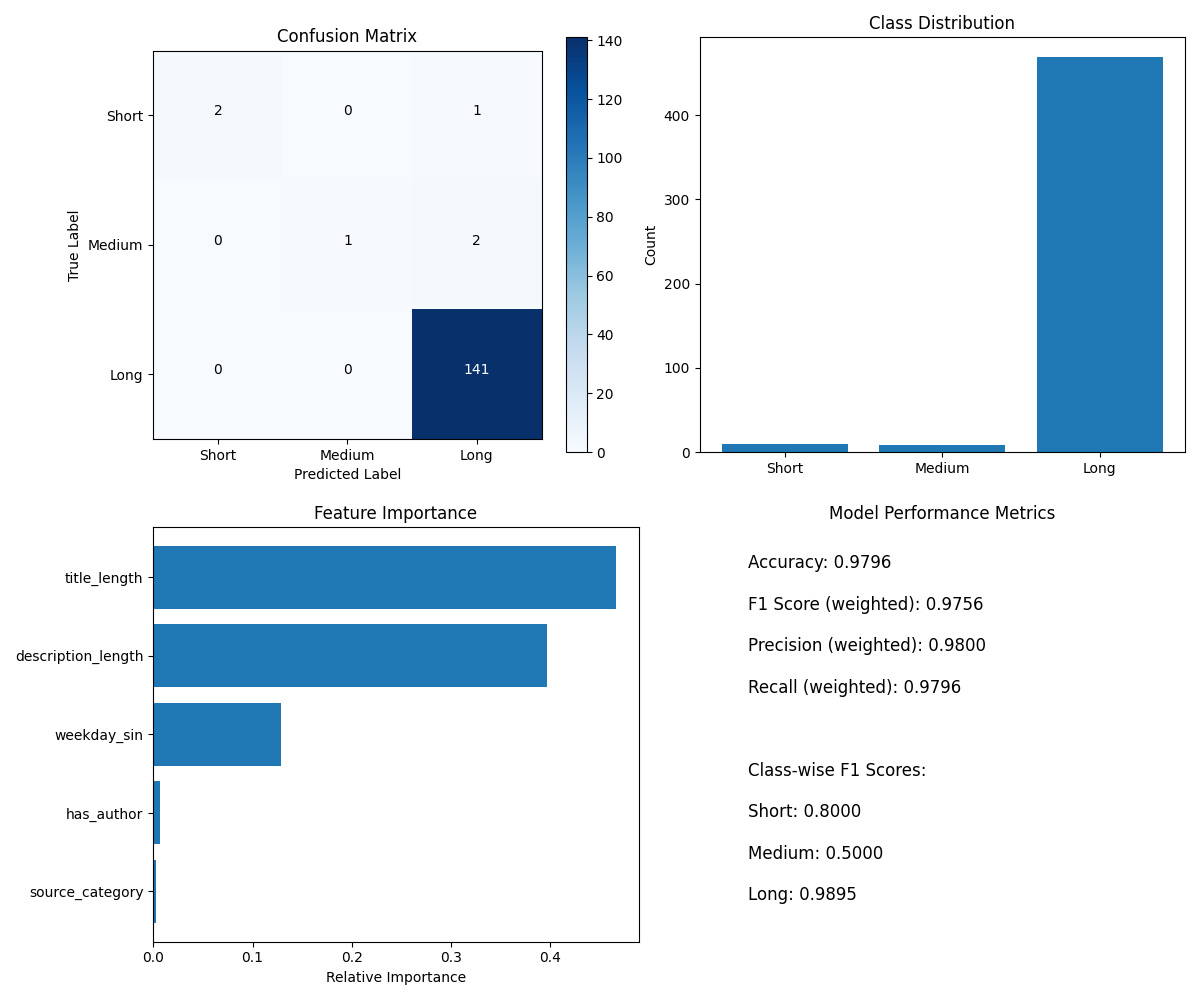 Confusion Matrix
140
120
100
80
60
40
20
0
True Label
Short
Medium
Long
2
0
1
0
1
2
0
0
141
Short
Medium
Long
Predicted Label
Class Distribution
Count
400
300
200
100
0
Short
Medium
Long
Feature Importance
title_length
description_length
weekday_sin
has_author
source_category
0.0
0.1
0.2
0.3
0.4
Relative Importance
Model Performance Metrics
Accuracy: 0.9796
F1 Score (weighted): 0.9756
Precision (weighted): 0.9800
Recall (weighted): 0.9796
Class-wise F1 Scores:
Short: 0.8000
Medium: 0.5000
Long: 0.9895